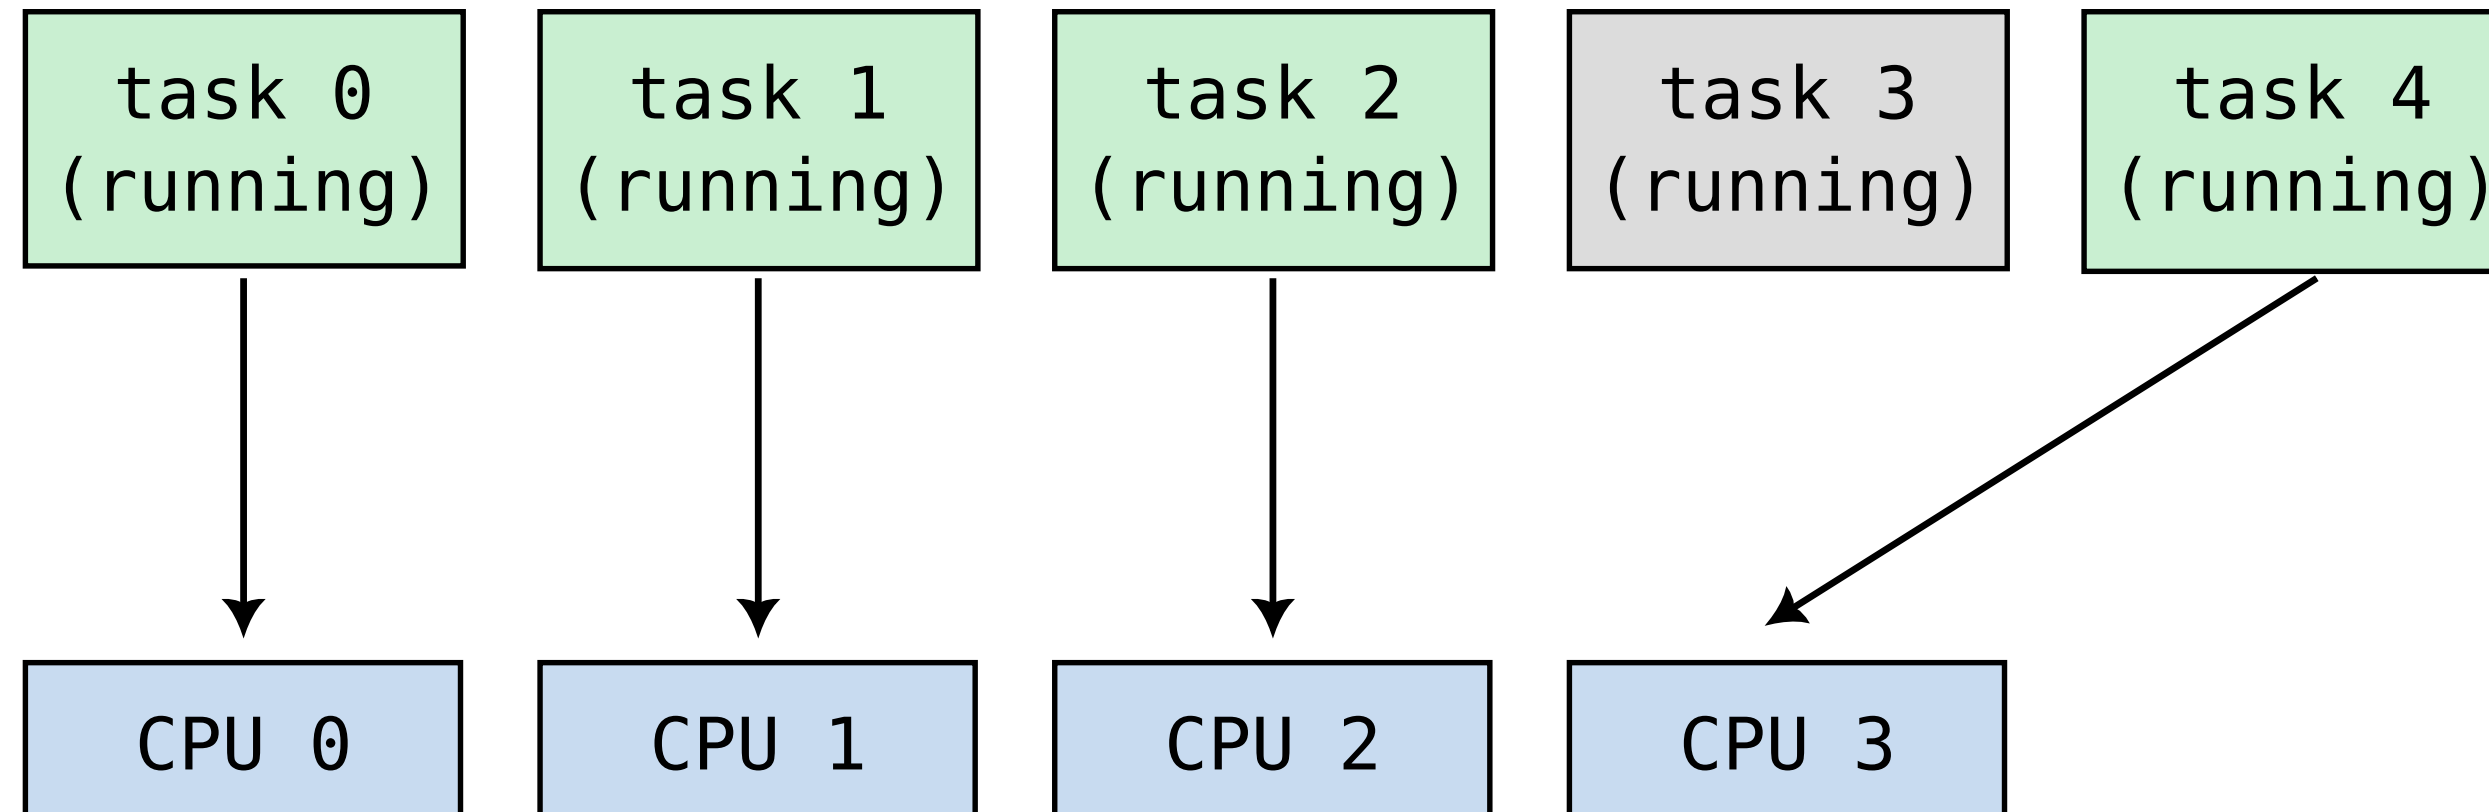 task 0
(running)
task 1
(running)
task 2
(running)
task 3
(running)
task 4
(running)
CPU 0
CPU 1
CPU 2
CPU 3